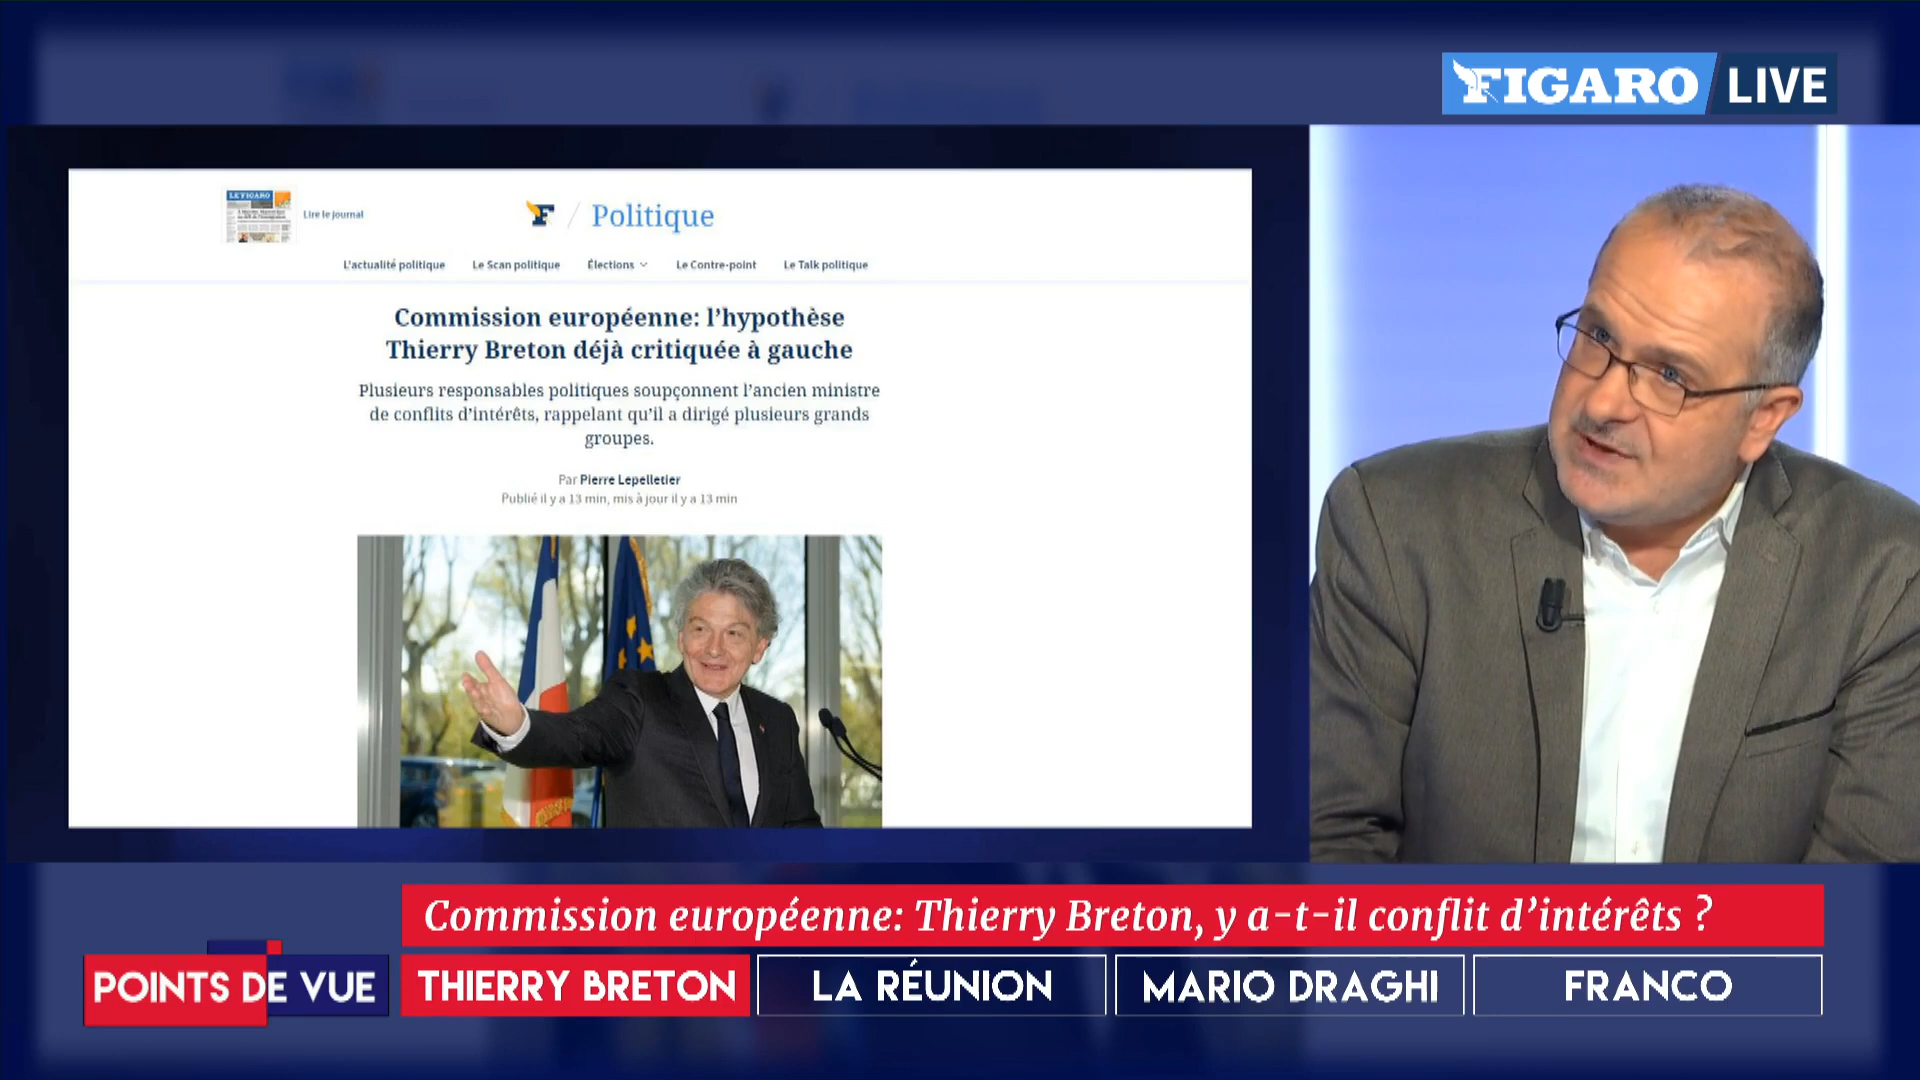 FIGARO LIVE
LE FIGARO
Lire le journal
F / Politique
L'actualité politique Le Scan politique Élections Le Contre-point Le Talk politique
Commission européenne: l'hypothèse
Thierry Breton déjà critiquée à gauche
Plusieurs responsables politiques soupçonnent l'ancien ministre
de conflits d'intérêts, rappelant qu'il a dirigé plusieurs grands
groupes.
Par Pierre Lepelletier
Publié il y a 13 min, mis à jour il y a 13 min
Commission européenne: Thierry Breton, y a-t-il conflit d'intérêts ?
POINTS DE VUE THIERRY BRETON LA RÉUNION MARIO DRAGHI FRANCO